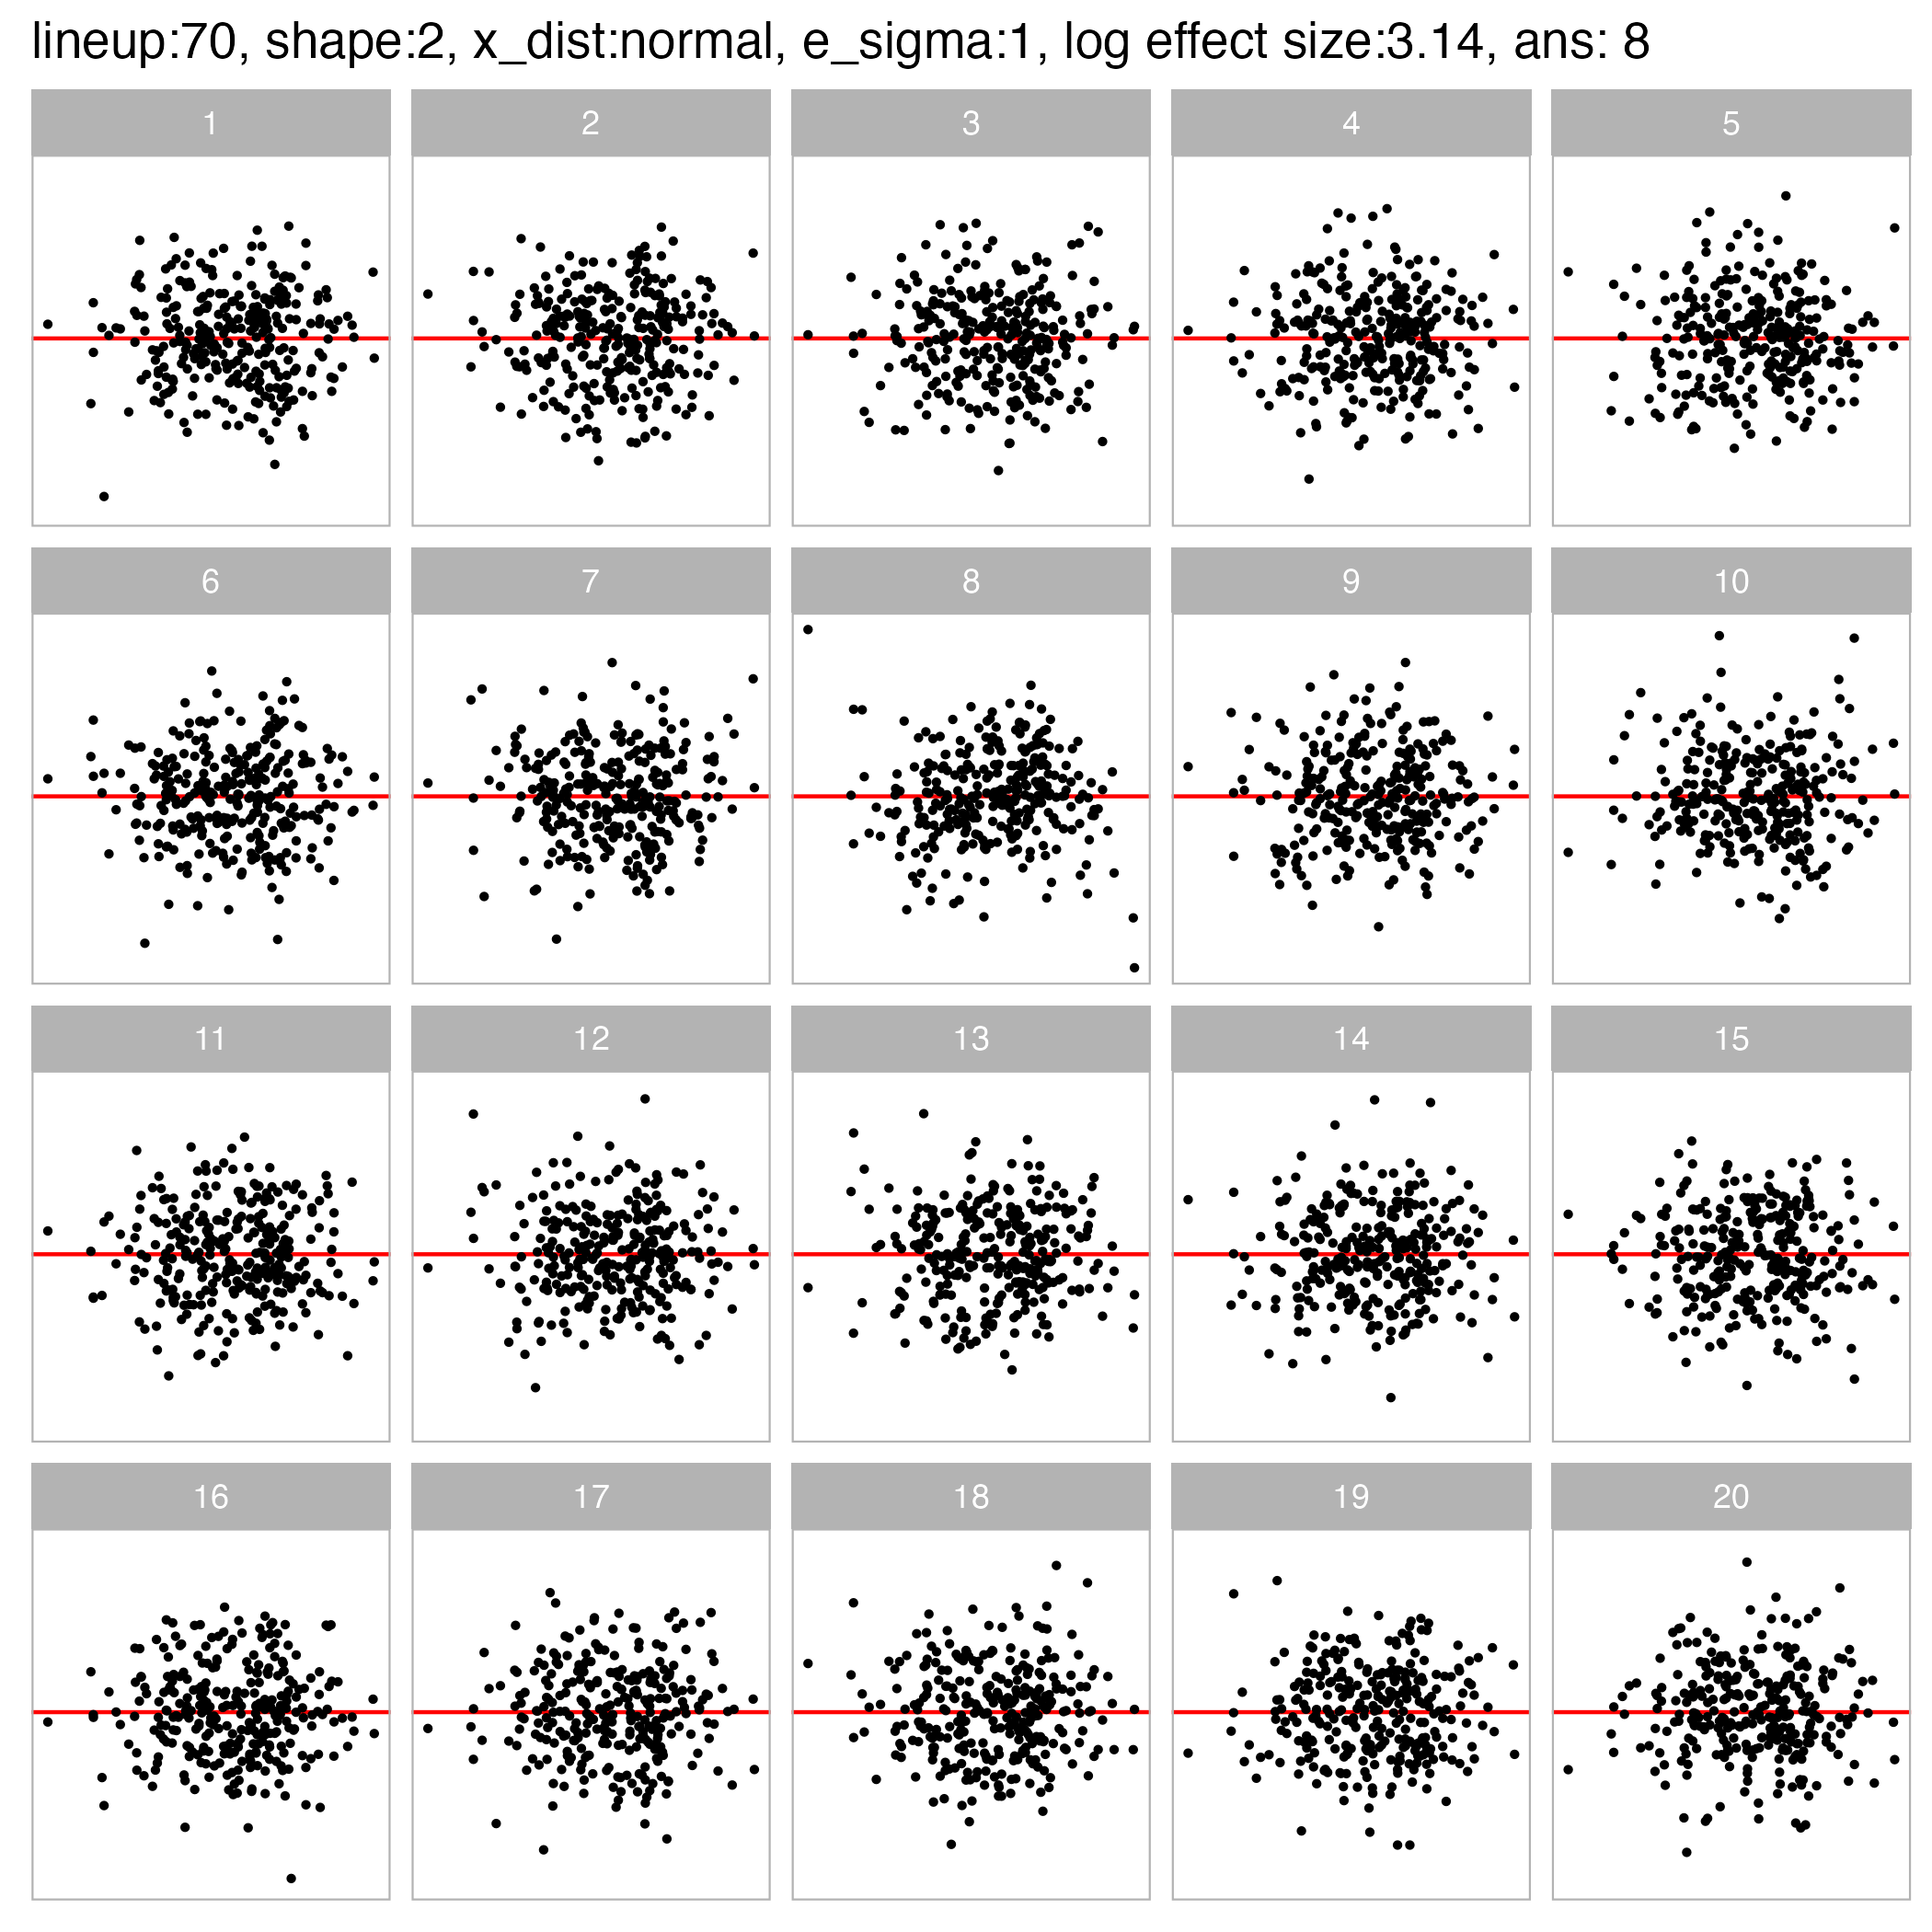 lineup:70, shape:2, x_dist:normal, e_sigma:1, log effect size:3.14, ans: 8
1 2 3 4 5
6 7 8 9 10
11 12 13 14 15
16 17 18 19 20